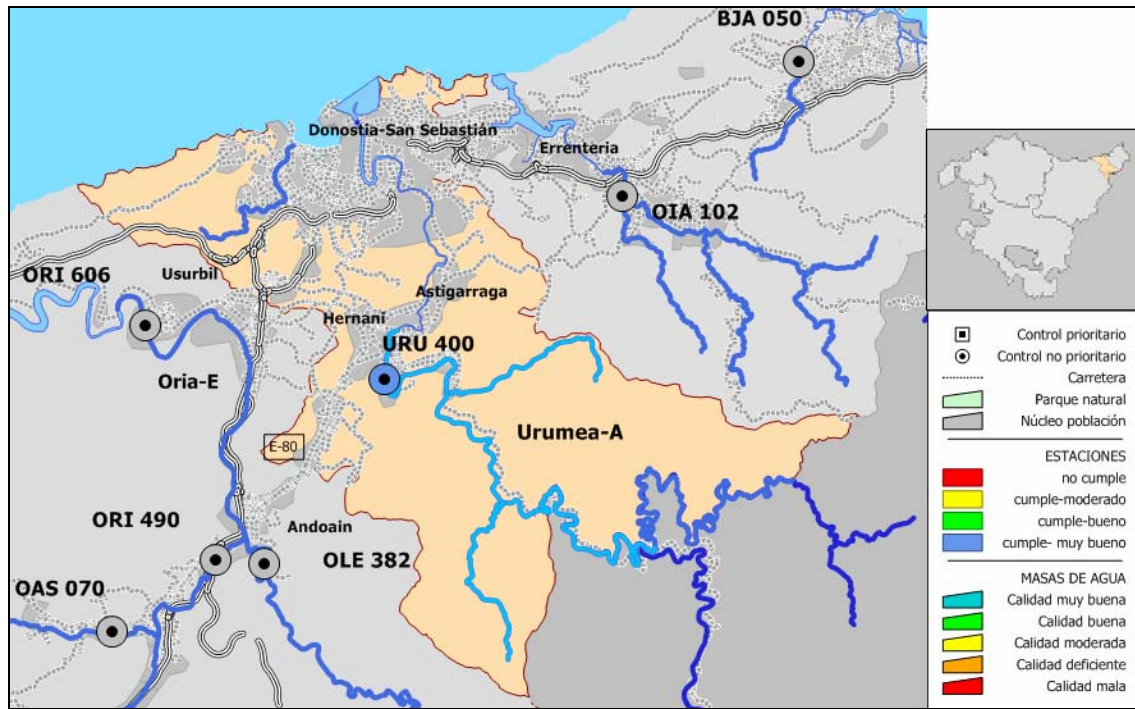 BJA 050
Donostia-San Sebastián
Errenteria
OIA 102
ORI 606
Usurbil
Astigarraga
Hernani
URU 400
Oria-E
Urumea-A
E-80
ORI 490
Andoain
OLE 382
OAS 070
Control prioritario
Control no prioritario
Carretera
Parque natural
Núcleo población
ESTACIONES
no cumple
cumple-moderado
cumple-bueno
cumple- muy bueno
MASAS DE AGUA
Calidad muy buena
Calidad buena
Calidad moderada
Calidad deficiente
Calidad mala